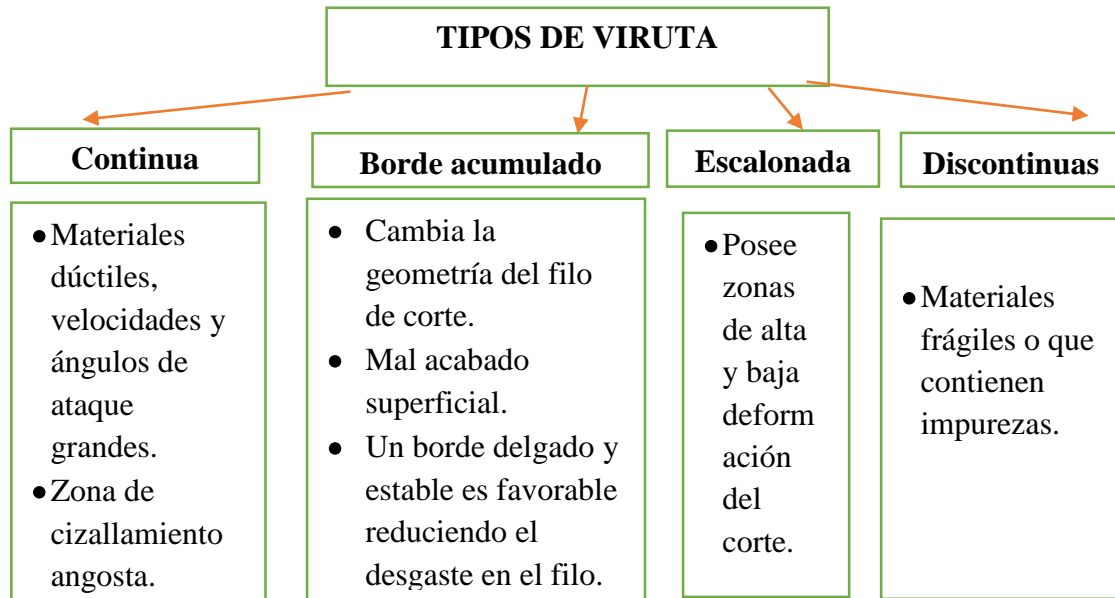 TIPOS DE VIRUTA
Continua
• Materiales
dúctiles,
velocidades y
ángulos de
ataque
grandes.
• Zona de
cizallamiento
angosta.
Borde acumulado
• Cambia la
geometría del filo
de corte.
• Mal acabado
superficial.
• Un borde delgado y
estable es favorable
reduciendo el
desgaste en el filo.
Escalonada
• Posee
zonas
de alta
y baja
deform
ación
del
corte.
Discontinuas
• Materiales
frágiles o que
contienen
impurezas.